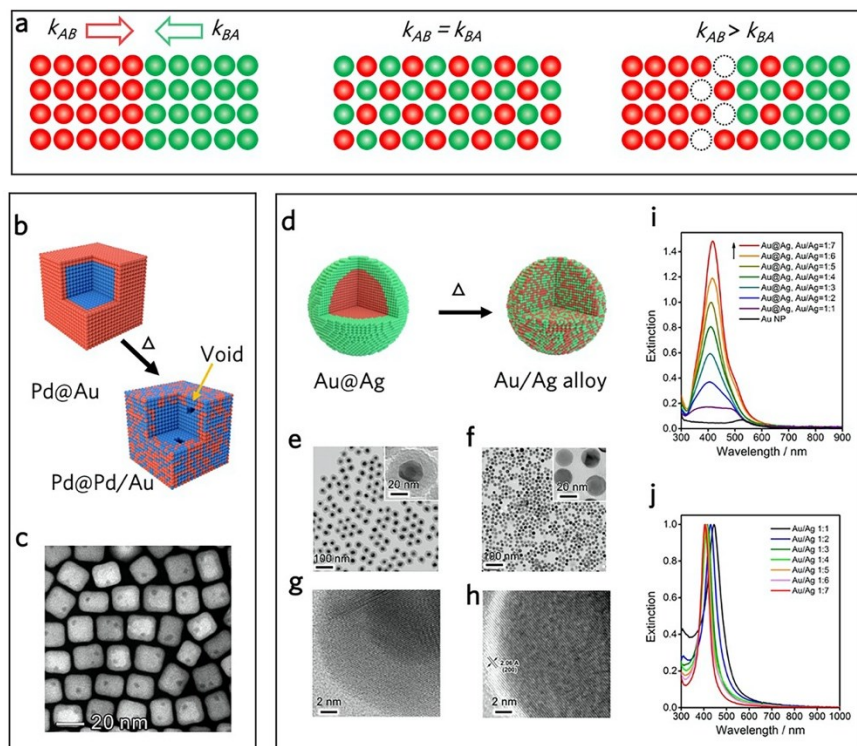 a
k_AB k_BA
k_AB = k_BA
k_AB > k_BA
b
Pd@Au
△
Void
Pd@Pd/Au
c
20 nm
d
△
Au@Ag
Au/Ag alloy
e
20 nm
100 nm
f
20 nm
100 nm
g
2 nm
h
2.06 Å
(200)
2 nm
i
Extinction
1.4
1.2
1.0
0.8
0.6
0.4
0.2
0.0
Au@Ag, Au/Ag=1:7
Au@Ag, Au/Ag=1:6
Au@Ag, Au/Ag=1:5
Au@Ag, Au/Ag=1:4
Au@Ag, Au/Ag=1:3
Au@Ag, Au/Ag=1:2
Au@Ag, Au/Ag=1:1
Au NP
300 400 500 600 700 800 900
Wavelength / nm
j
Extinction
1.0
0.8
0.6
0.4
0.2
0.0
Au/Ag 1:1
Au/Ag 1:2
Au/Ag 1:3
Au/Ag 1:4
Au/Ag 1:5
Au/Ag 1:6
Au/Ag 1:7
300 400 500 600 700 800 900 1000
Wavelength / nm